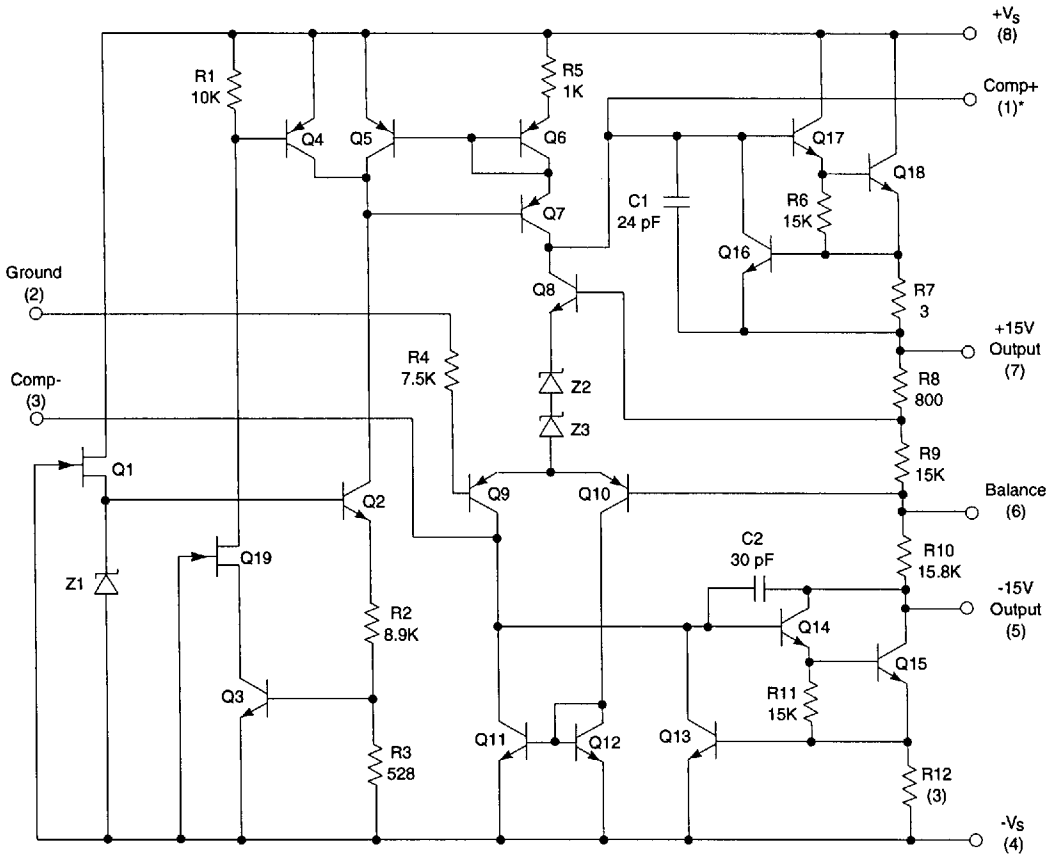 +VS
(8)
R1
10K
R5
1K
Comp+
(1)*
Q4
Q5
Q6
Q17
Q18
C1
24 pF
R6
15K
Q7
Q16
Ground
(2)
Q8
R7
3
+15V
Output
(7)
R4
7.5K
Comp-
(3)
Z2
R8
800
Z3
R9
15K
Q1
Q2
Q9
Q10
Balance
(6)
C2
30 pF
R10
15.8K
Q19
Z1
-15V
Output
(5)
R2
8.9K
Q14
Q15
Q3
R11
15K
Q11
Q12
Q13
R3
528
R12
(3)
-VS
(4)